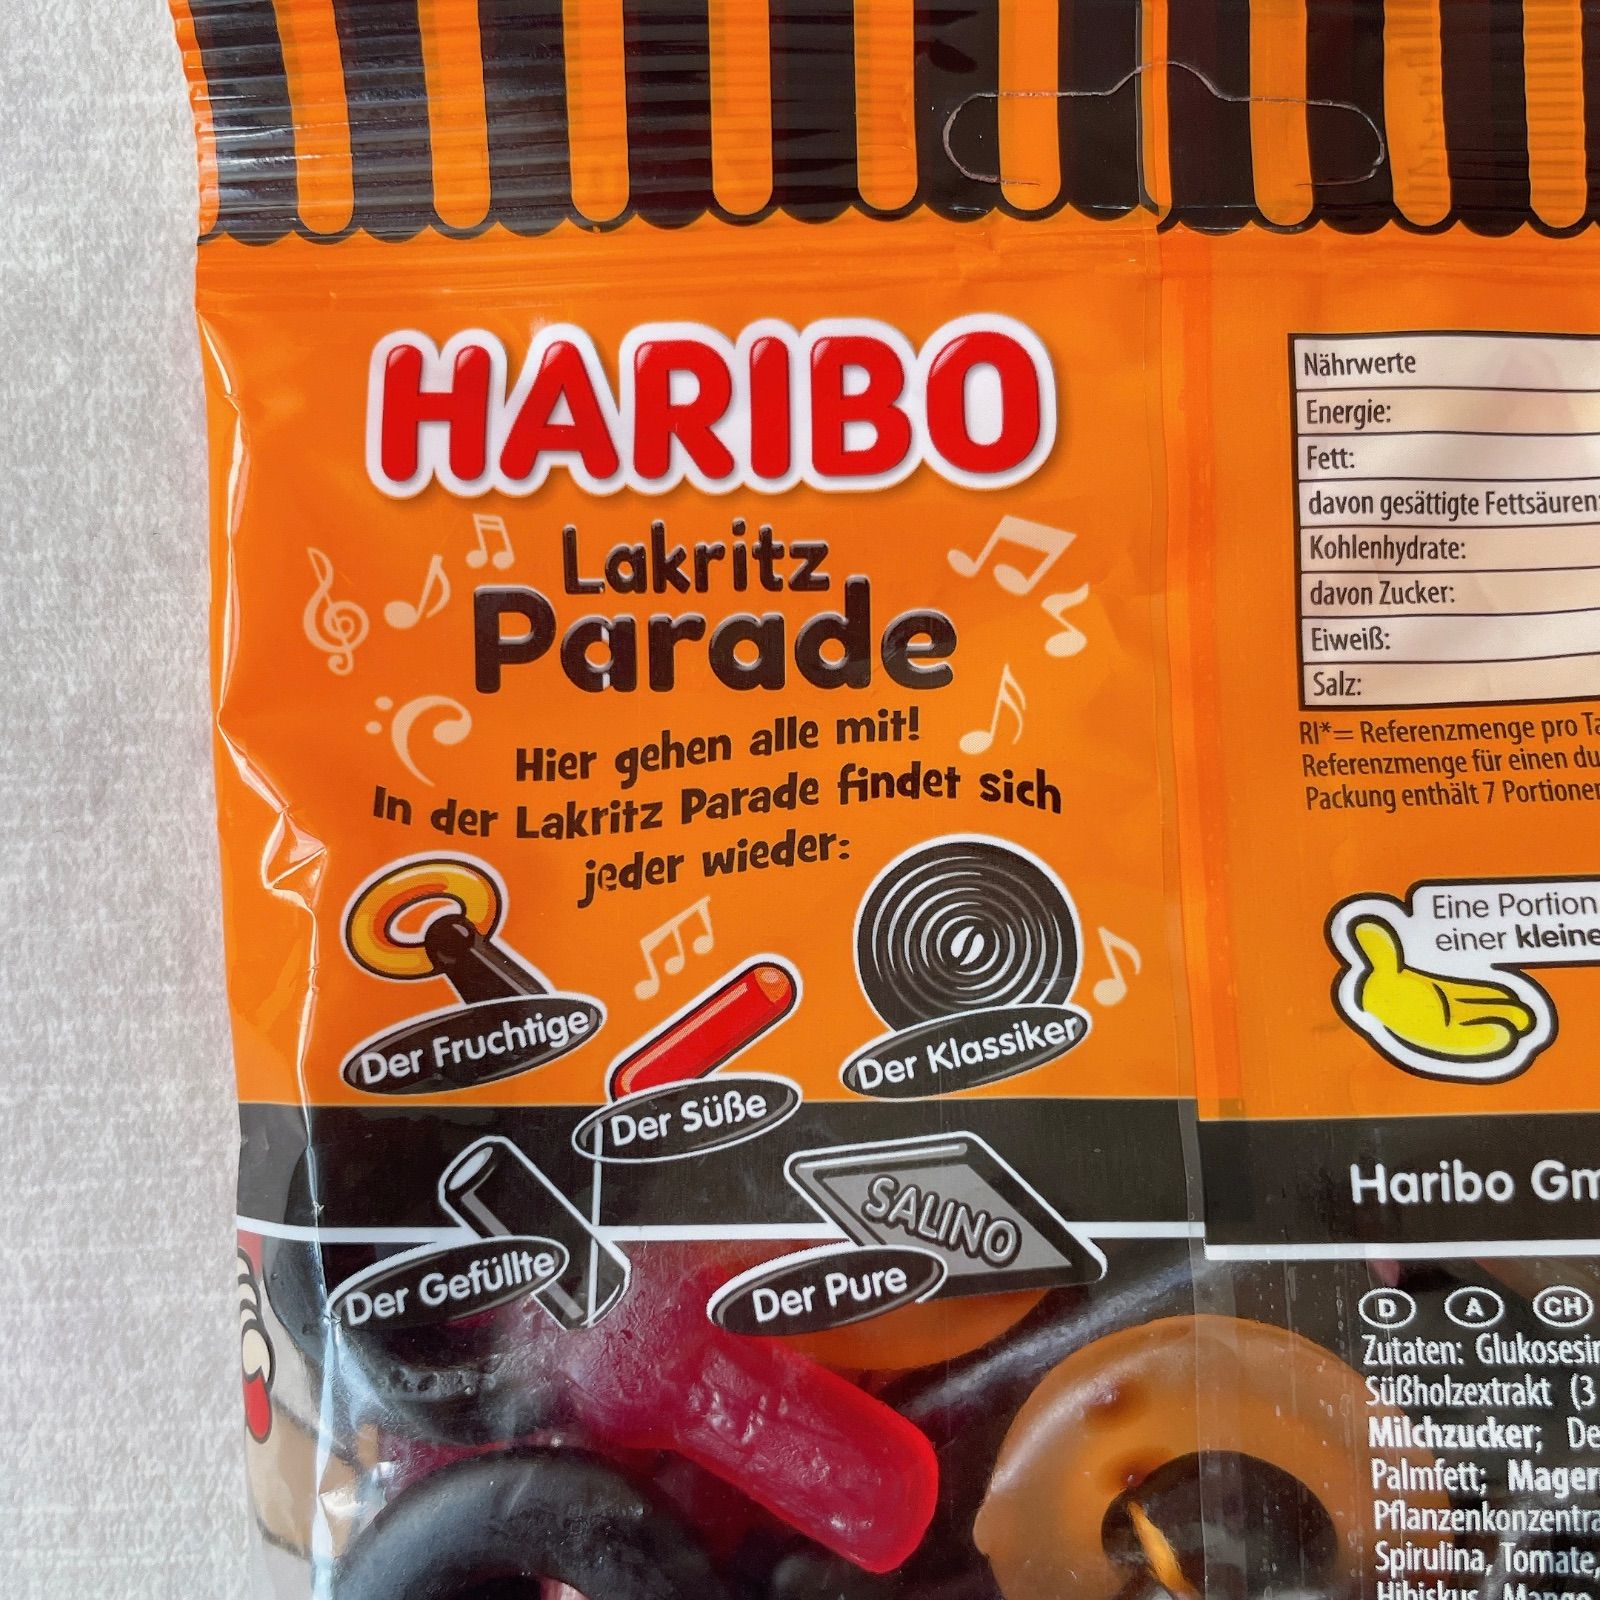 HARIBO
Lakritz
Parade
Hier gehen alle mit!
In der Lakritz Parade findet sich
jeder wieder:
Der Fruchtige
Der Süße
Der Klassiker
Der Gefüllte
SALINO
Der Pure
Nährwerte
Energie:
Fett:
davon gesättigte Fettsäuren:
Kohlenhydrate:
davon Zucker:
Eiweiß:
Salz:
RI*= Referenzmenge pro
Referenzmenge für einen
Packung enthält 7 Portionen
Eine Portion
einer kleine
Haribo
D A CH
Zutaten:
Süßholzextrakt (3
Milchzucker;
Palmfett;
Spirulina, Tomate,